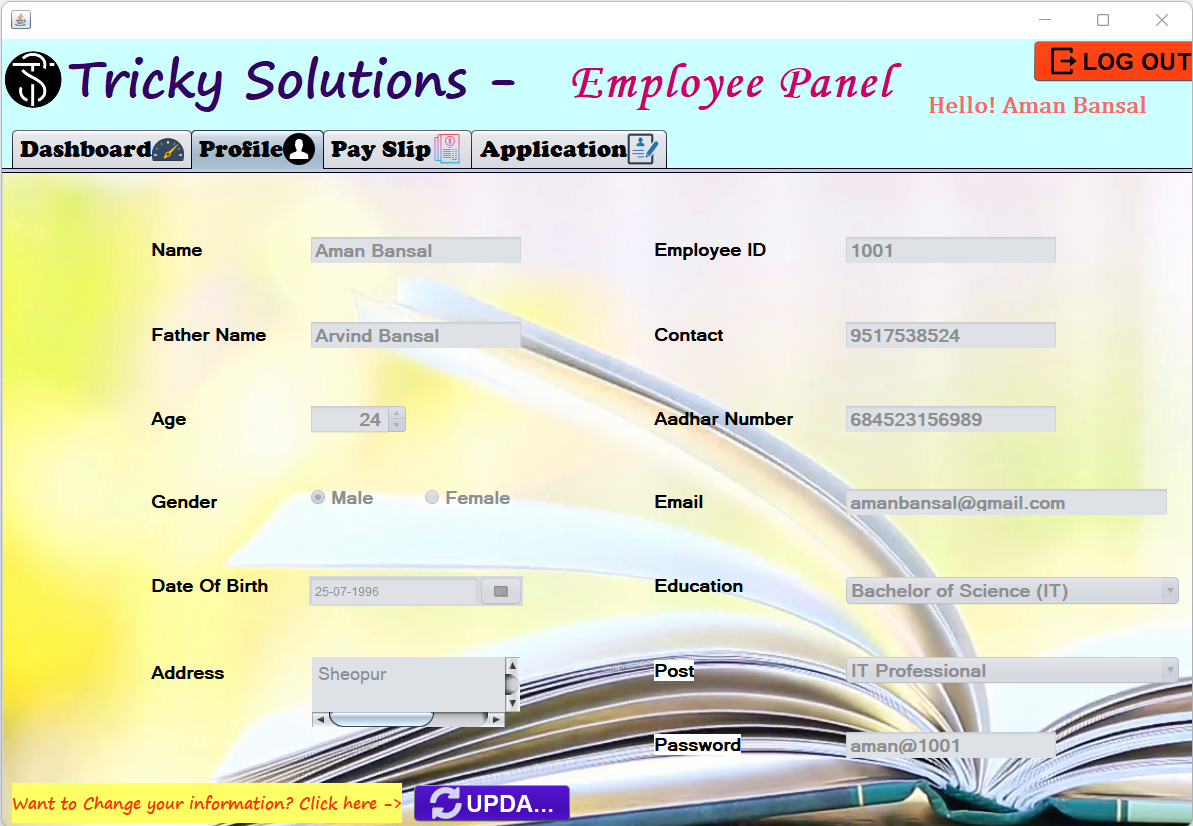 Tricky Solutions - Employee Panel
LOG OUT
Hello! Aman Bansal
Dashboard Profile Pay Slip Application
Name Aman Bansal Employee ID 1001
Father Name Arvind Bansal Contact 9517538524
Age 24 Aadhar Number 684523156989
Gender Male Female Email amanbansal@gmail.com
Date Of Birth 25-07-1996 Education Bachelor of Science (IT)
Address Sheopur Post IT Professional
Password aman@1001
Want to Change your information? Click here -> UPDA...